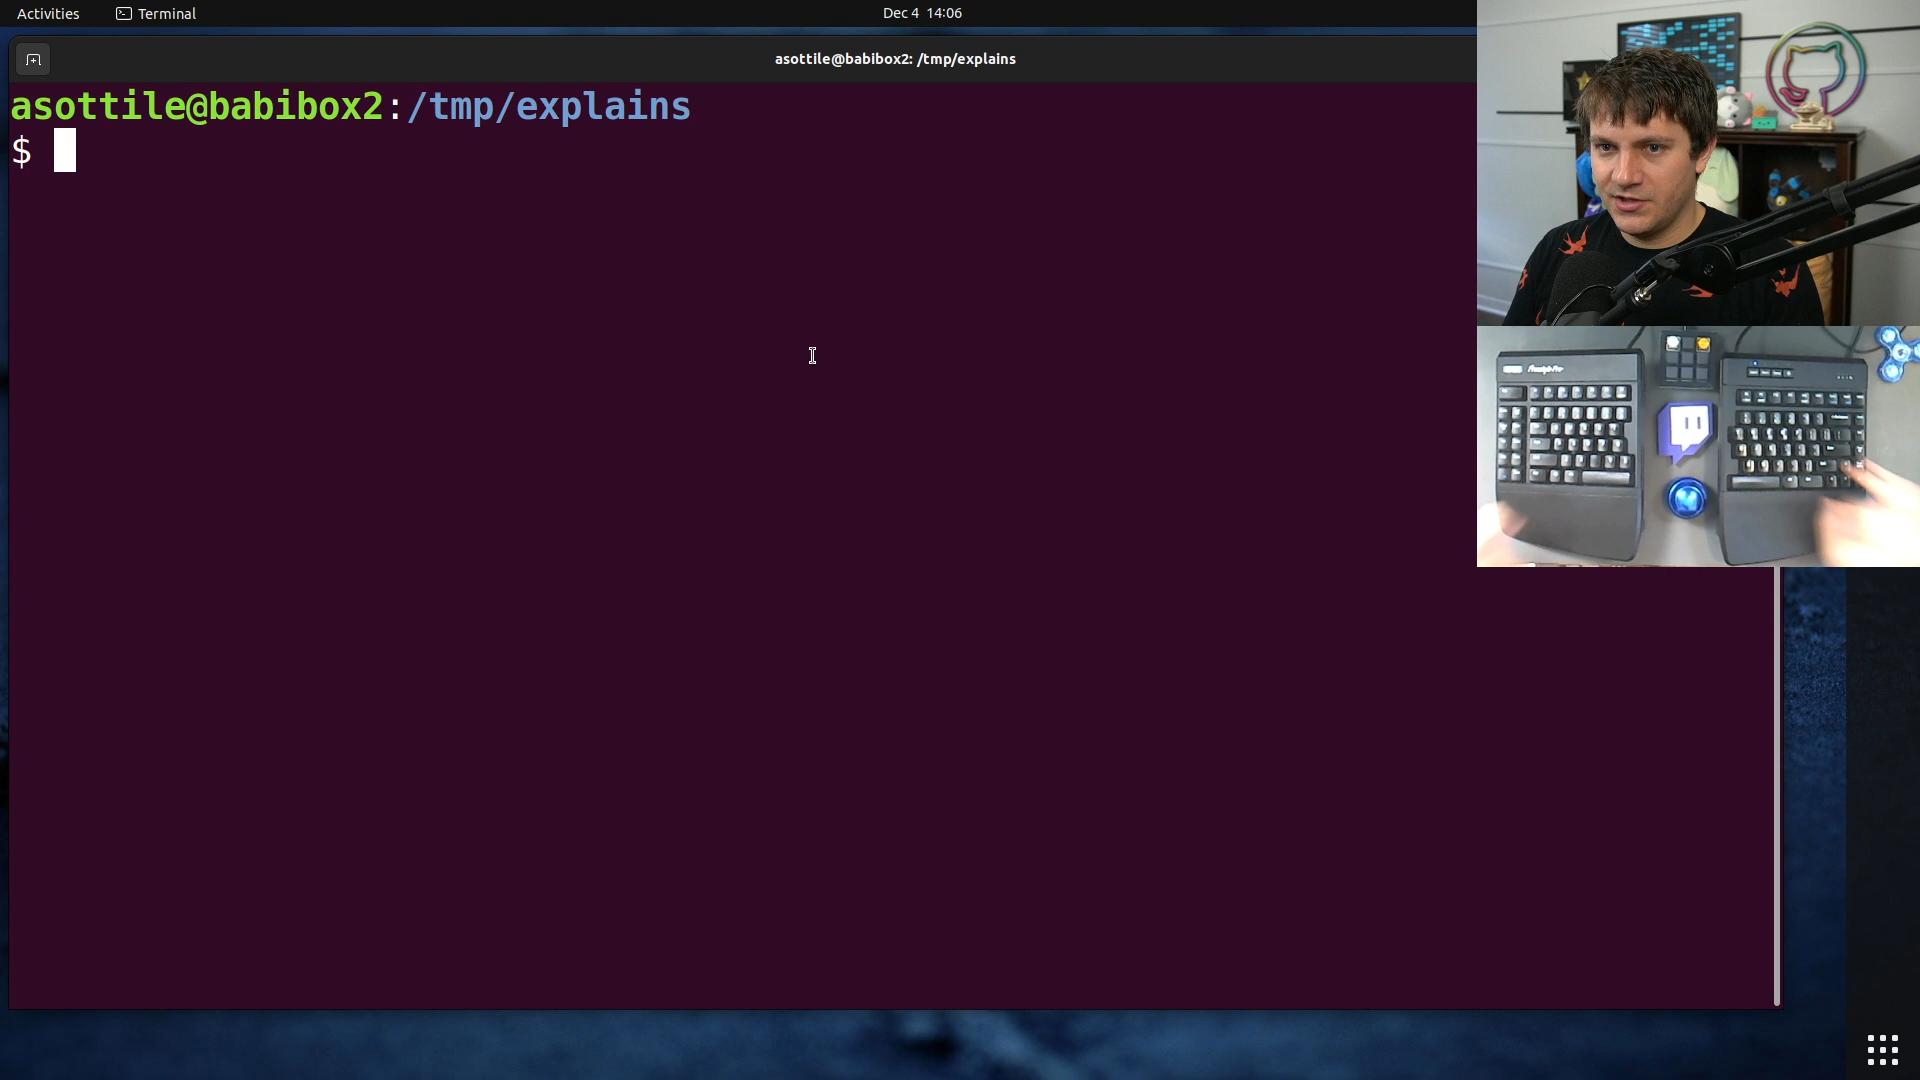 Activities
Terminal
Dec 4 14:06
asottile@babibox2: /tmp/explains
asottile@babibox2:/tmp/explains
$